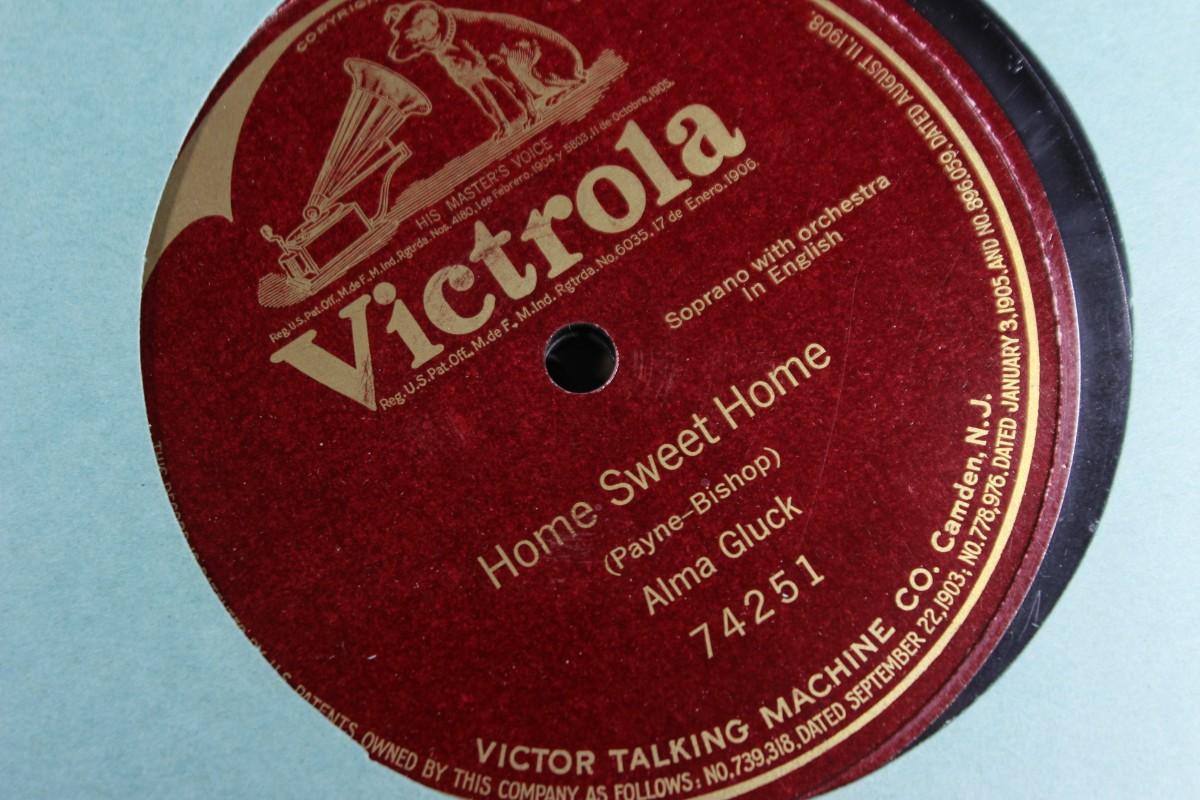 HIS MASTER'S VOICE
Reg.U.S.Pat.Off., M.de F., M.Ind. Rgtrda. Nos. 4180, 1 de Febrero, 1904 y 5803, 11 de Octubre, 1905.
Victrola
Reg.U.S.Pat.Off., M.de F., M.Ind. Rgtrda. No. 6035, 17 de Enero, 1906.
Soprano with orchestra
In English
Home Sweet Home
(Payne–Bishop)
Alma Gluck
74251
VICTOR TALKING MACHINE CO. Camden, N.J.
U.S. PATENTS OWNED BY THIS COMPANY AS FOLLOWS: NO. 739,318, DATED SEPTEMBER 22, 1903; NO. 778,976, DATED JANUARY 3, 1905. AND NO. 896,059, DATED AUGUST 11, 1908